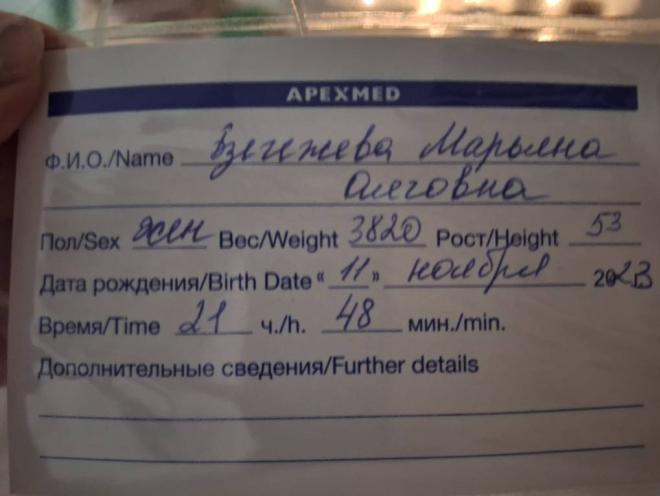 APEXMED
Ф.И.О./Name Бзегежева Марьяна
Олеговна
Пол/Sex жен Вес/Weight 3820 Рост/Height 53
Дата рождения/Birth Date “11” ноября 2023
Время/Time 21 ч./h. 48 мин./min.
Дополнительные сведения/Further details